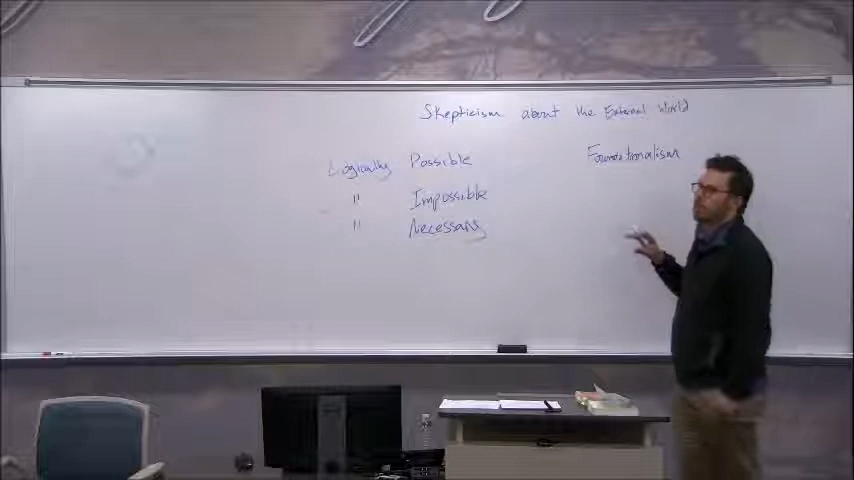 Skepticism about the External World
Logically Possible Foundationalism
" Impossible
" Necessary